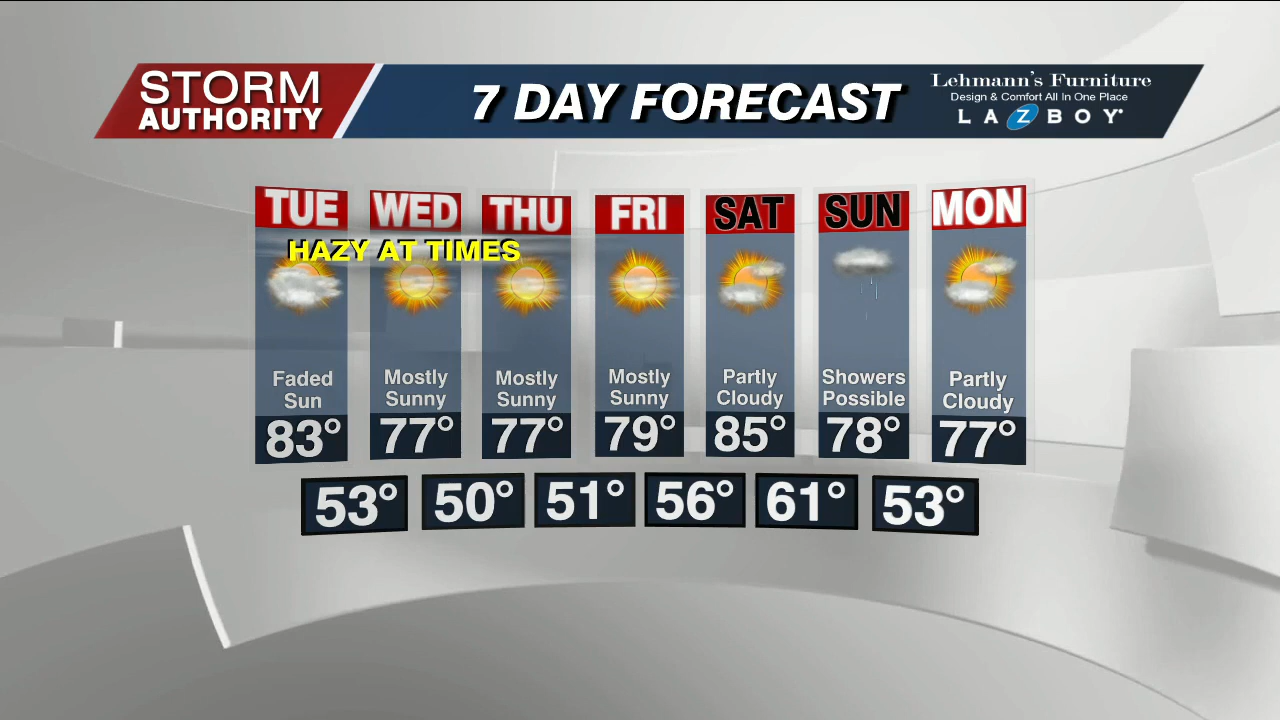 STORM
AUTHORITY
7 DAY FORECAST
Lehmann's Furniture
Design & Comfort All In One Place
LA Z BOY
TUE WED THU FRI SAT SUN MON
HAZY AT TIMES
Faded Sun
Mostly Sunny
Mostly Sunny
Mostly Sunny
Partly Cloudy
Showers Possible
Partly Cloudy
83° 77° 77° 79° 85° 78° 77°
53° 50° 51° 56° 61° 53°